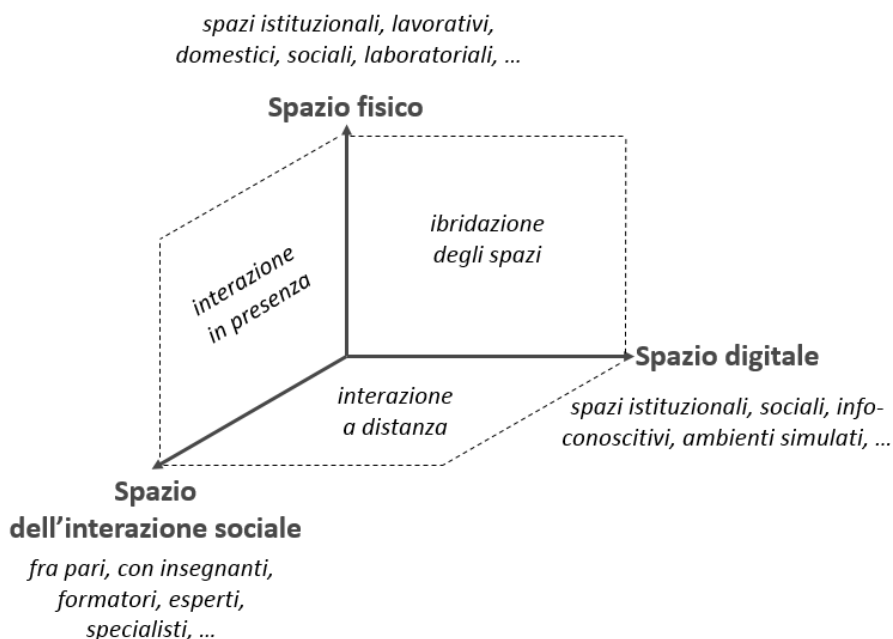 spazi istituzionali, lavorativi,
domestici, sociali, laboratoriali, ...
Spazio fisico
ibridazione
degli spazi
interazione
in presenza
Spazio digitale
interazione
a distanza
spazi istituzionali, sociali, info-
conoscitivi, ambienti simulati, ...
Spazio
dell’interazione sociale
fra pari, con insegnanti,
formatori, esperti,
specialisti, ...